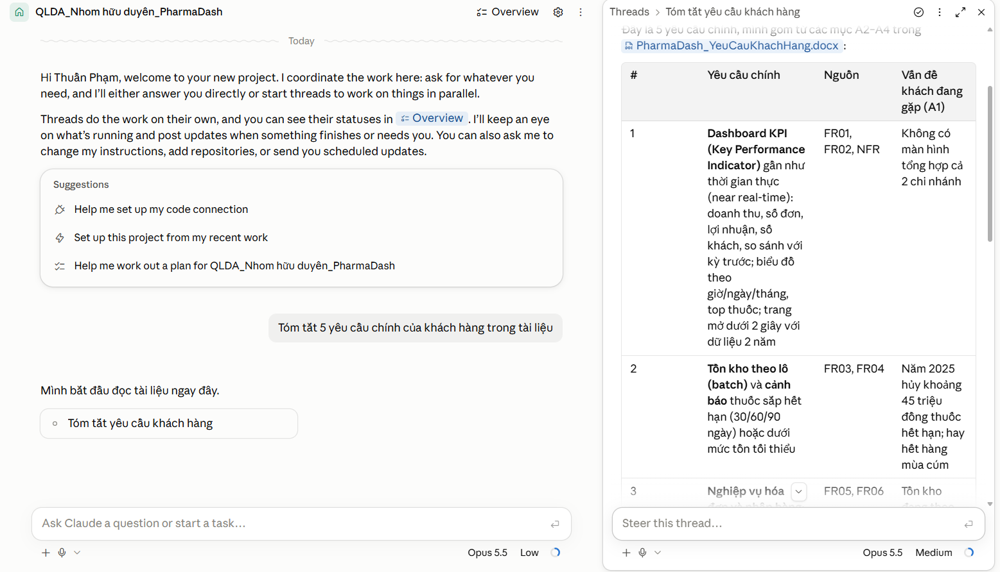 QLDA_Nhom hữu duyên_PharmaDash
Overview
Today
Hi Thuân Phạm, welcome to your new project. I coordinate the work here: ask for whatever you
need, and I'll either answer you directly or start threads to work on things in parallel.
Threads do the work on their own, and you can see their statuses in Overview . I'll keep an eye
on what's running and post updates when something finishes or needs you. You can also ask me to
change my instructions, add repositories, or send you scheduled updates.
Suggestions
Help me set up my code connection
Set up this project from my recent work
Help me work out a plan for QLDA_Nhom hữu duyên_PharmaDash
Tóm tắt 5 yêu cầu chính của khách hàng trong tài liệu
Mình bắt đầu đọc tài liệu ngay đây.
Tóm tắt yêu cầu khách hàng
Ask Claude a question or start a task...
Opus 5.5 Low
Threads > Tóm tắt yêu cầu khách hàng
Đây là 5 yêu cầu chính, mình gom từ các mục A2–A4 trong
PharmaDash_YeuCauKhachHang.docx :
#
Yêu cầu chính
Nguồn
Vấn đề
khách đang
gặp (A1)
1
Dashboard KPI
(Key Performance
Indicator) gần như
thời gian thực
(near real-time):
doanh thu, số đơn,
lợi nhuận, số
khách, so sánh với
kỳ trước; biểu đồ
theo
giờ/ngày/tháng,
top thuốc; trang
mở dưới 2 giây với
dữ liệu 2 năm
FR01,
FR02, NFR
Không có
màn hình
tổng hợp cả
2 chi nhánh
2
Tồn kho theo lô
(batch) và cảnh
báo thuốc sắp hết
hạn (30/60/90
ngày) hoặc dưới
mức tồn tối thiểu
FR03, FR04
Năm 2025
hủy khoảng
45 triệu
đồng thuốc
hết hạn; hay
hết hàng
mùa cúm
3
Nghiệp vụ hóa
đơn và nhập hàng
FR05, FR06
Tồn kho
đang theo
Steer this thread...
Opus 5.5 Medium